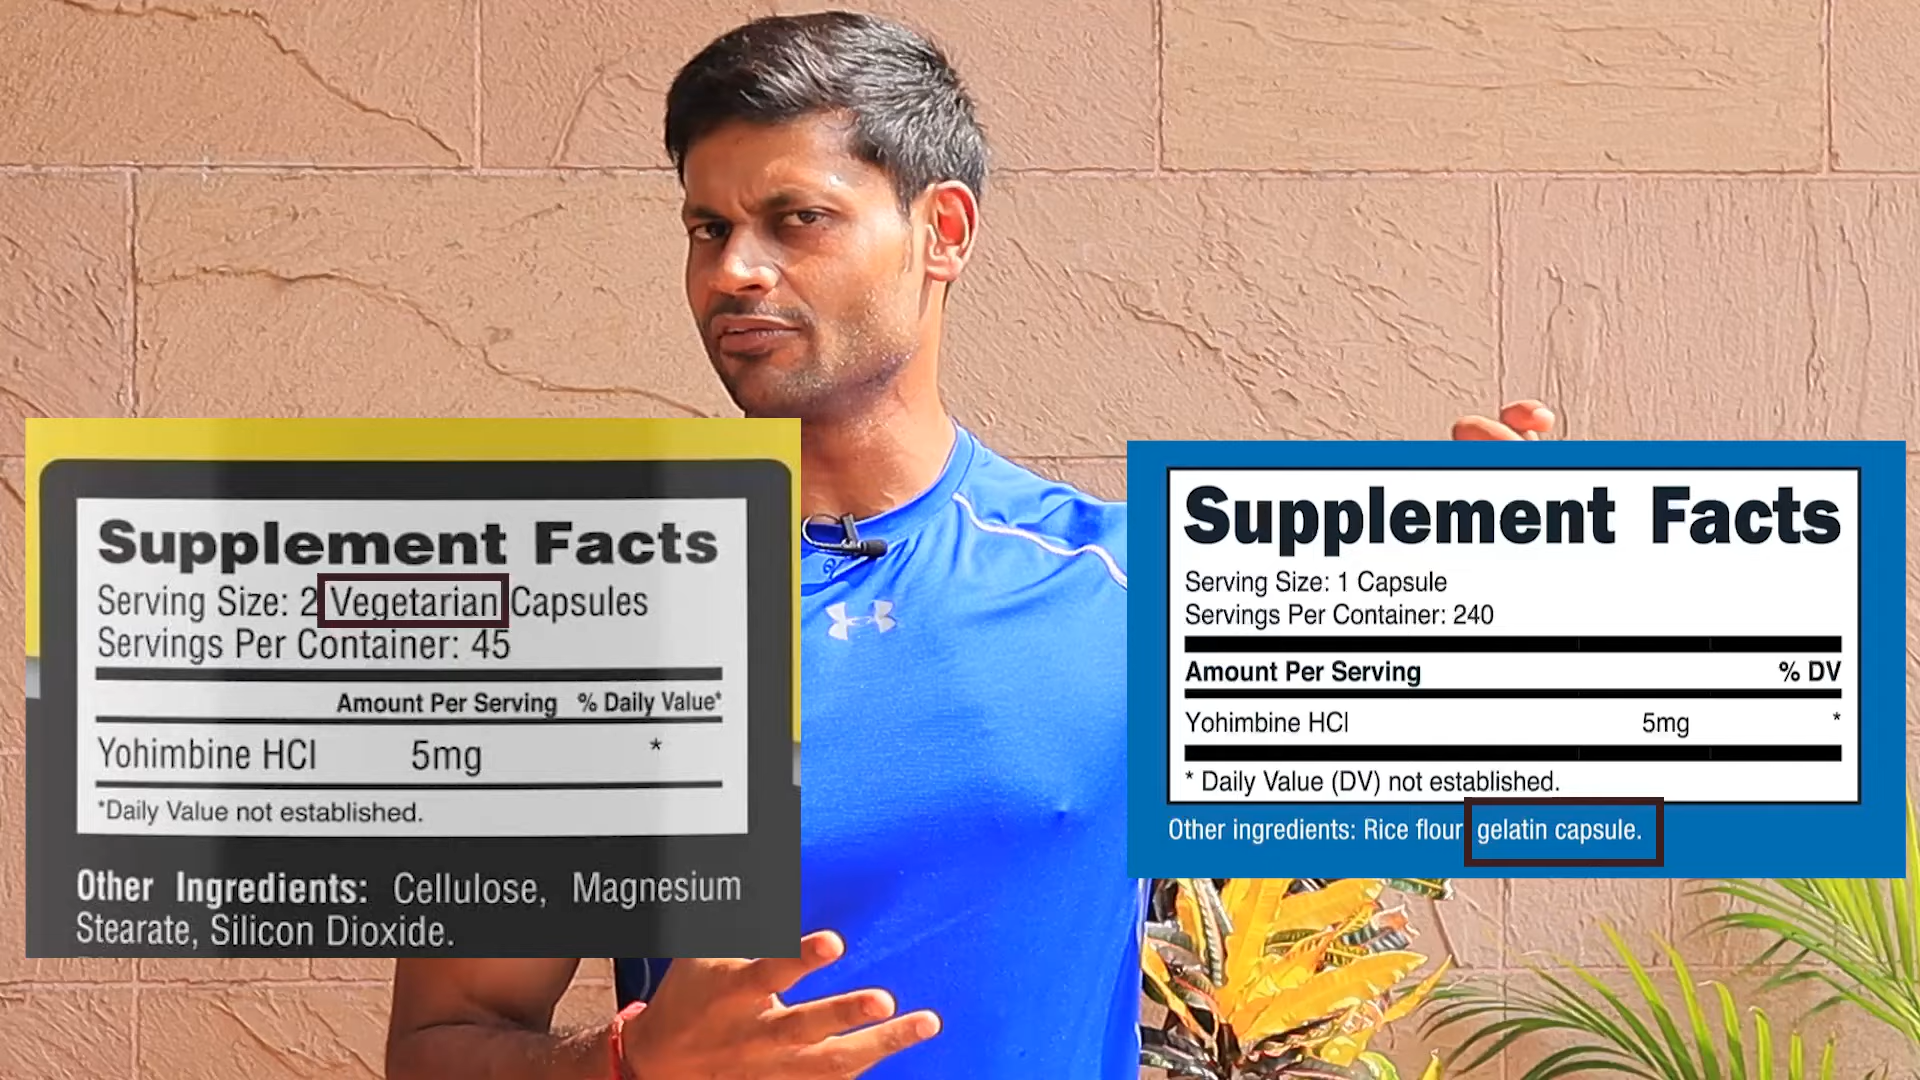 Supplement Facts
Serving Size: 2 Vegetarian Capsules
Servings Per Container: 45
Amount Per Serving % Daily Value*
Yohimbine HCl 5mg *
*Daily Value not established.
Other Ingredients: Cellulose, Magnesium
Stearate, Silicon Dioxide.
Supplement Facts
Serving Size: 1 Capsule
Servings Per Container: 240
Amount Per Serving % DV
Yohimbine HCl 5mg *
* Daily Value (DV) not established.
Other ingredients: Rice flour gelatin capsule.